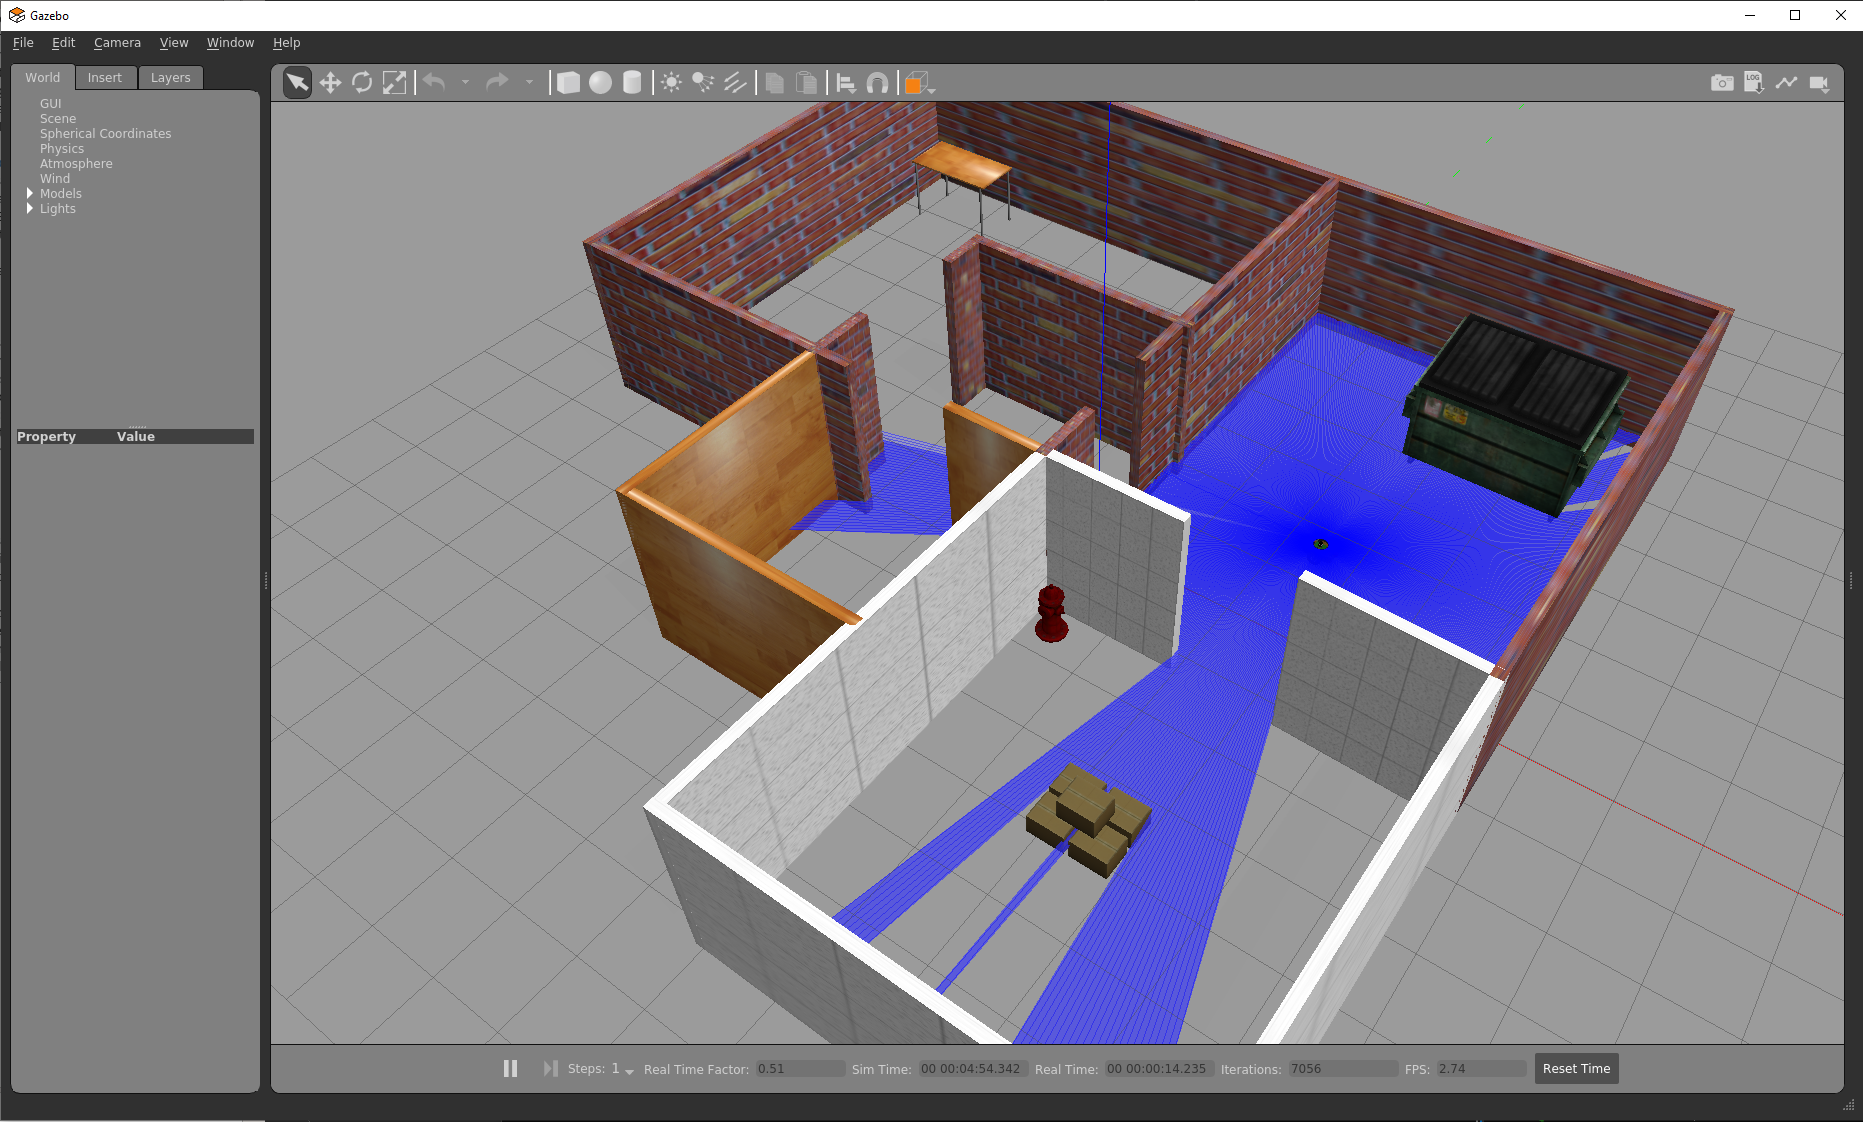 Gazebo
File Edit Camera View Window Help
World Insert Layers
LOG
GUI
Scene
Spherical Coordinates
Physics
Atmosphere
Wind
Models
Lights
Property Value
Steps: 1 Real Time Factor: 0.51 Sim Time: 00 00:04:54.342 Real Time: 00 00:00:14.235 Iterations: 7056 FPS: 2.74 Reset Time